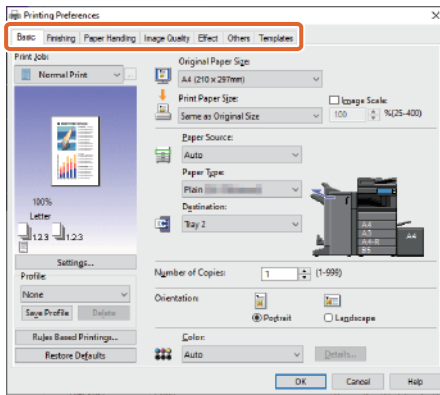 Printing Preferences
Basic Finishing Paper Handling Image Quality Effect Others Templates
Print Job:
Normal Print
...
100%
Letter
1 2 3 1 2 3
Settings...
Profile:
None
Save Profile Delete
Rules Based Printings...
Restore Defaults
Original Paper Size:
A4 (210 x 297mm)
Print Paper Size:
Same as Original Size
Image Scale:
100 %(25-400)
Paper Source:
Auto
Paper Type:
Plain
Destination:
Tray 2
A4
A3
A4-R
B5
A4
Number of Copies:
1 (1-999)
Orientation:
Portrait Landscape
Color:
Auto
Details...
OK Cancel Help